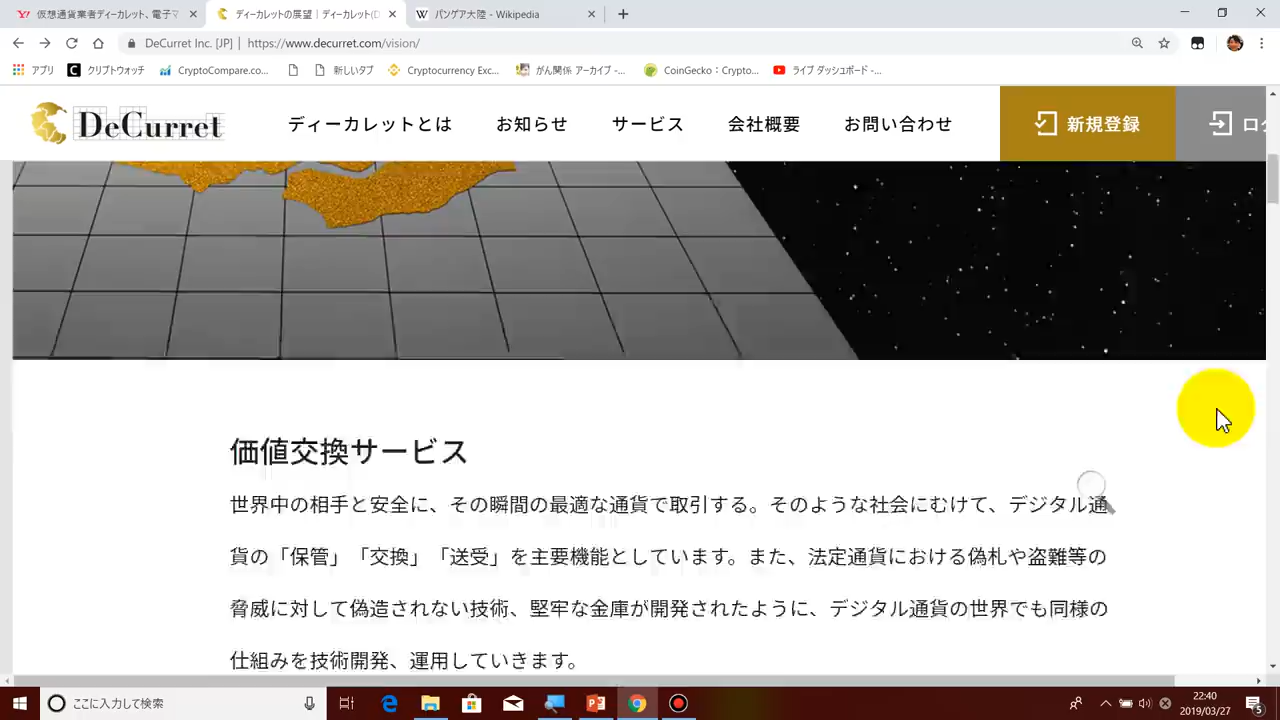 仮想通貨業者ディーカレット、電子マ
ディーカレットの展望｜ディーカレット(D
パンゲア大陸 - Wikipedia
DeCurret Inc. [JP] | https://www.decurret.com/vision/
アプリ
クリプトウォッチ
CryptoCompare.co...
新しいタブ
Cryptocurrency Exc...
がん関係 アーカイブ -...
CoinGecko：Crypto...
ライブ ダッシュボード -...
DeCurret
ディーカレットとは
お知らせ
サービス
会社概要
お問い合わせ
新規登録
ログ
価値交換サービス
世界中の相手と安全に、その瞬間の最適な通貨で取引する。そのような社会にむけて、デジタル通
貨の「保管」「交換」「送受」を主要機能としています。また、法定通貨における偽札や盗難等の
脅威に対して偽造されない技術、堅牢な金庫が開発されたように、デジタル通貨の世界でも同様の
仕組みを技術開発、運用していきます。
ここに入力して検索
22:40
2019/03/27
5